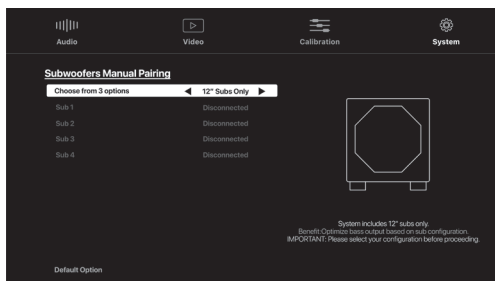 Audio
Video
Calibration
System
Subwoofers Manual Pairing
Choose from 3 options ◀ 12" Subs Only ▶
Sub 1 Disconnected
Sub 2 Disconnected
Sub 3 Disconnected
Sub 4 Disconnected
System includes 12" subs only.
Benefit:Optimize bass output based on sub configuration.
IMPORTANT: Please select your configuration before proceeding.
Default Option